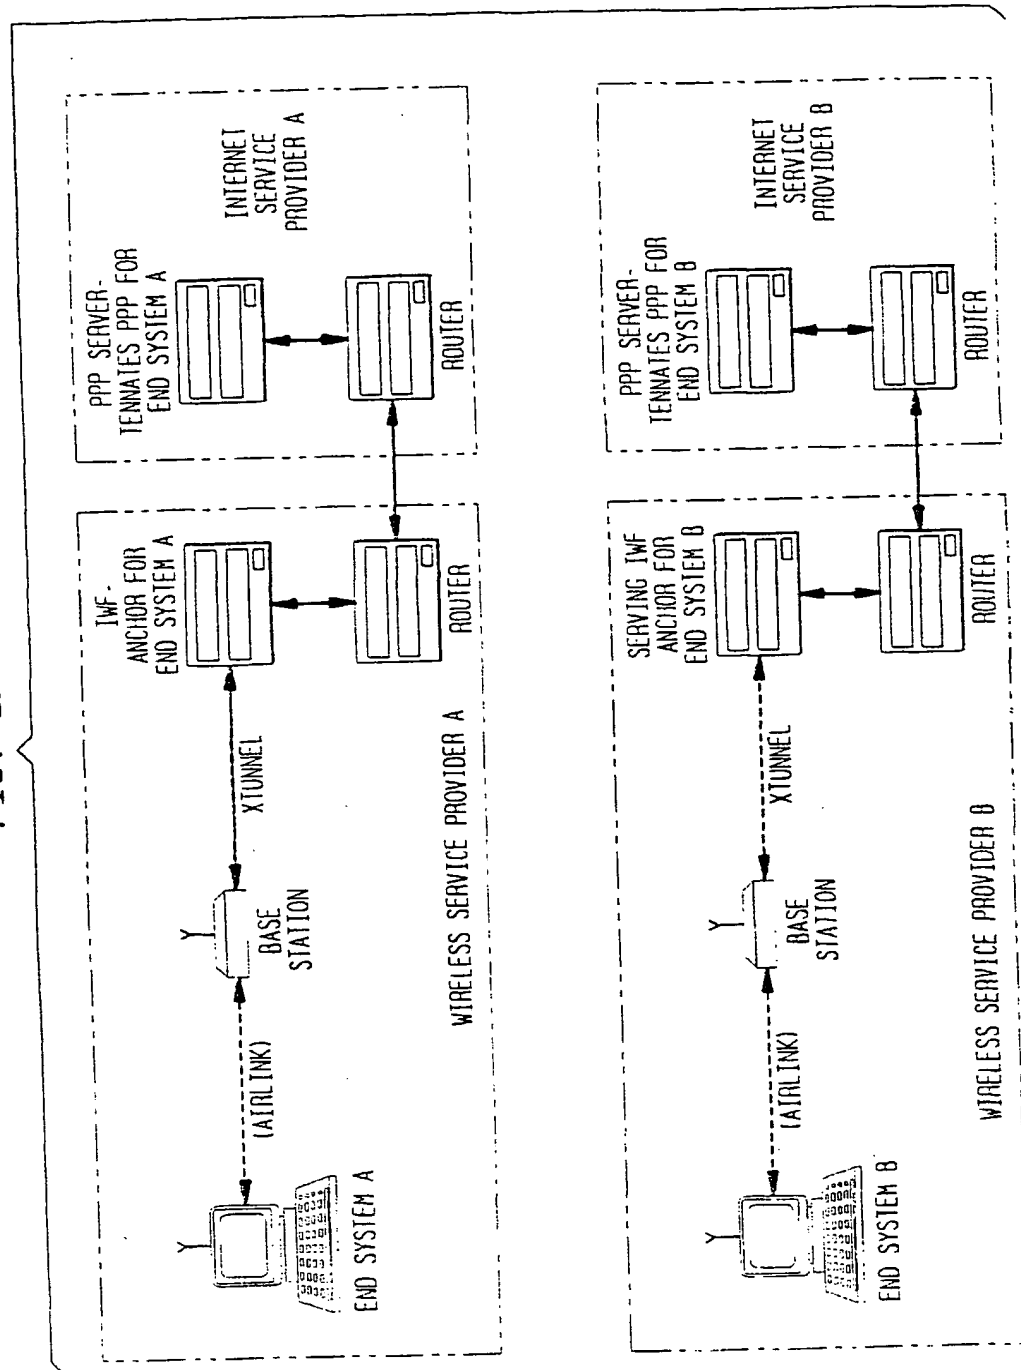 IWF-
ANCHOR FOR
END SYSTEM A
PPP SERVER-
TENNATES PPP FOR
END SYSTEM A
INTERNET
SERVICE
PROVIDER A
(AIRLINK)
XTUNNEL
BASE
STATION
END SYSTEM A
ROUTER
ROUTER
WIRELESS SERVICE PROVIDER A
SERVING IWF
ANCHOR FOR
END SYSTEM B
PPP SERVER-
TENNATES PPP FOR
END SYSTEM B
INTERNET
SERVICE
PROVIDER B
(AIRLINK)
XTUNNEL
BASE
STATION
END SYSTEM B
ROUTER
ROUTER
WIRELESS SERVICE PROVIDER B